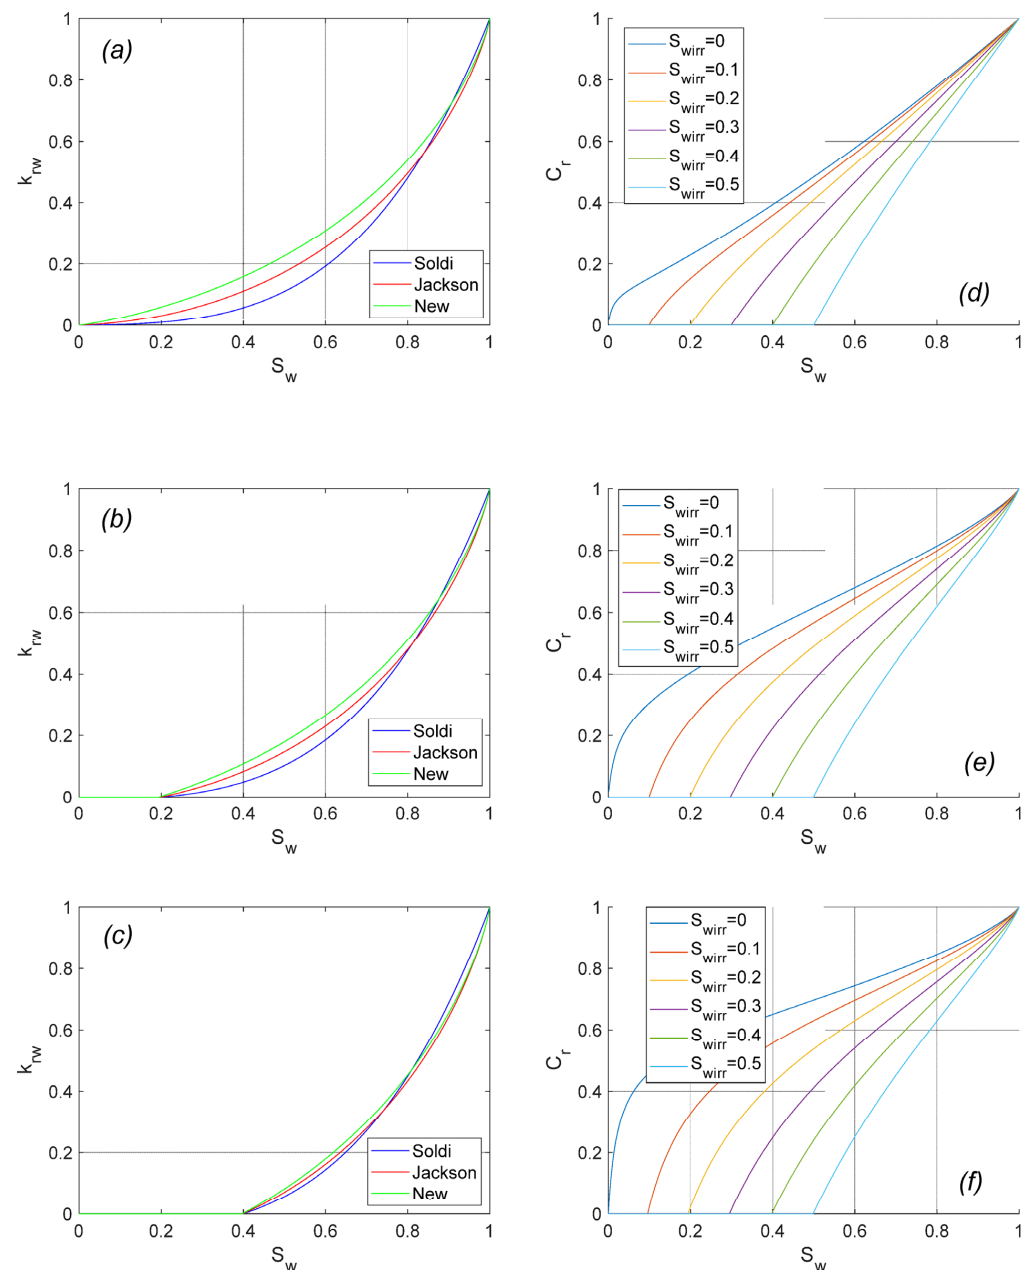 (a)
1
0.8
0.6
0.4
0.2
0
k_rw
Soldi
Jackson
New
0 0.2 0.4 0.6 0.8 1
S_w
(d)
1
0.8
0.6
0.4
0.2
0
C_r
S_wirr=0
S_wirr=0.1
S_wirr=0.2
S_wirr=0.3
S_wirr=0.4
S_wirr=0.5
0 0.2 0.4 0.6 0.8 1
S_w
(b)
1
0.8
0.6
0.4
0.2
0
k_rw
Soldi
Jackson
New
0 0.2 0.4 0.6 0.8 1
S_w
(e)
1
0.8
0.6
0.4
0.2
0
C_r
S_wirr=0
S_wirr=0.1
S_wirr=0.2
S_wirr=0.3
S_wirr=0.4
S_wirr=0.5
0 0.2 0.4 0.6 0.8 1
S_w
(c)
1
0.8
0.6
0.4
0.2
0
k_rw
Soldi
Jackson
New
0 0.2 0.4 0.6 0.8 1
S_w
(f)
1
0.8
0.6
0.4
0.2
0
C_r
S_wirr=0
S_wirr=0.1
S_wirr=0.2
S_wirr=0.3
S_wirr=0.4
S_wirr=0.5
0 0.2 0.4 0.6 0.8 1
S_w